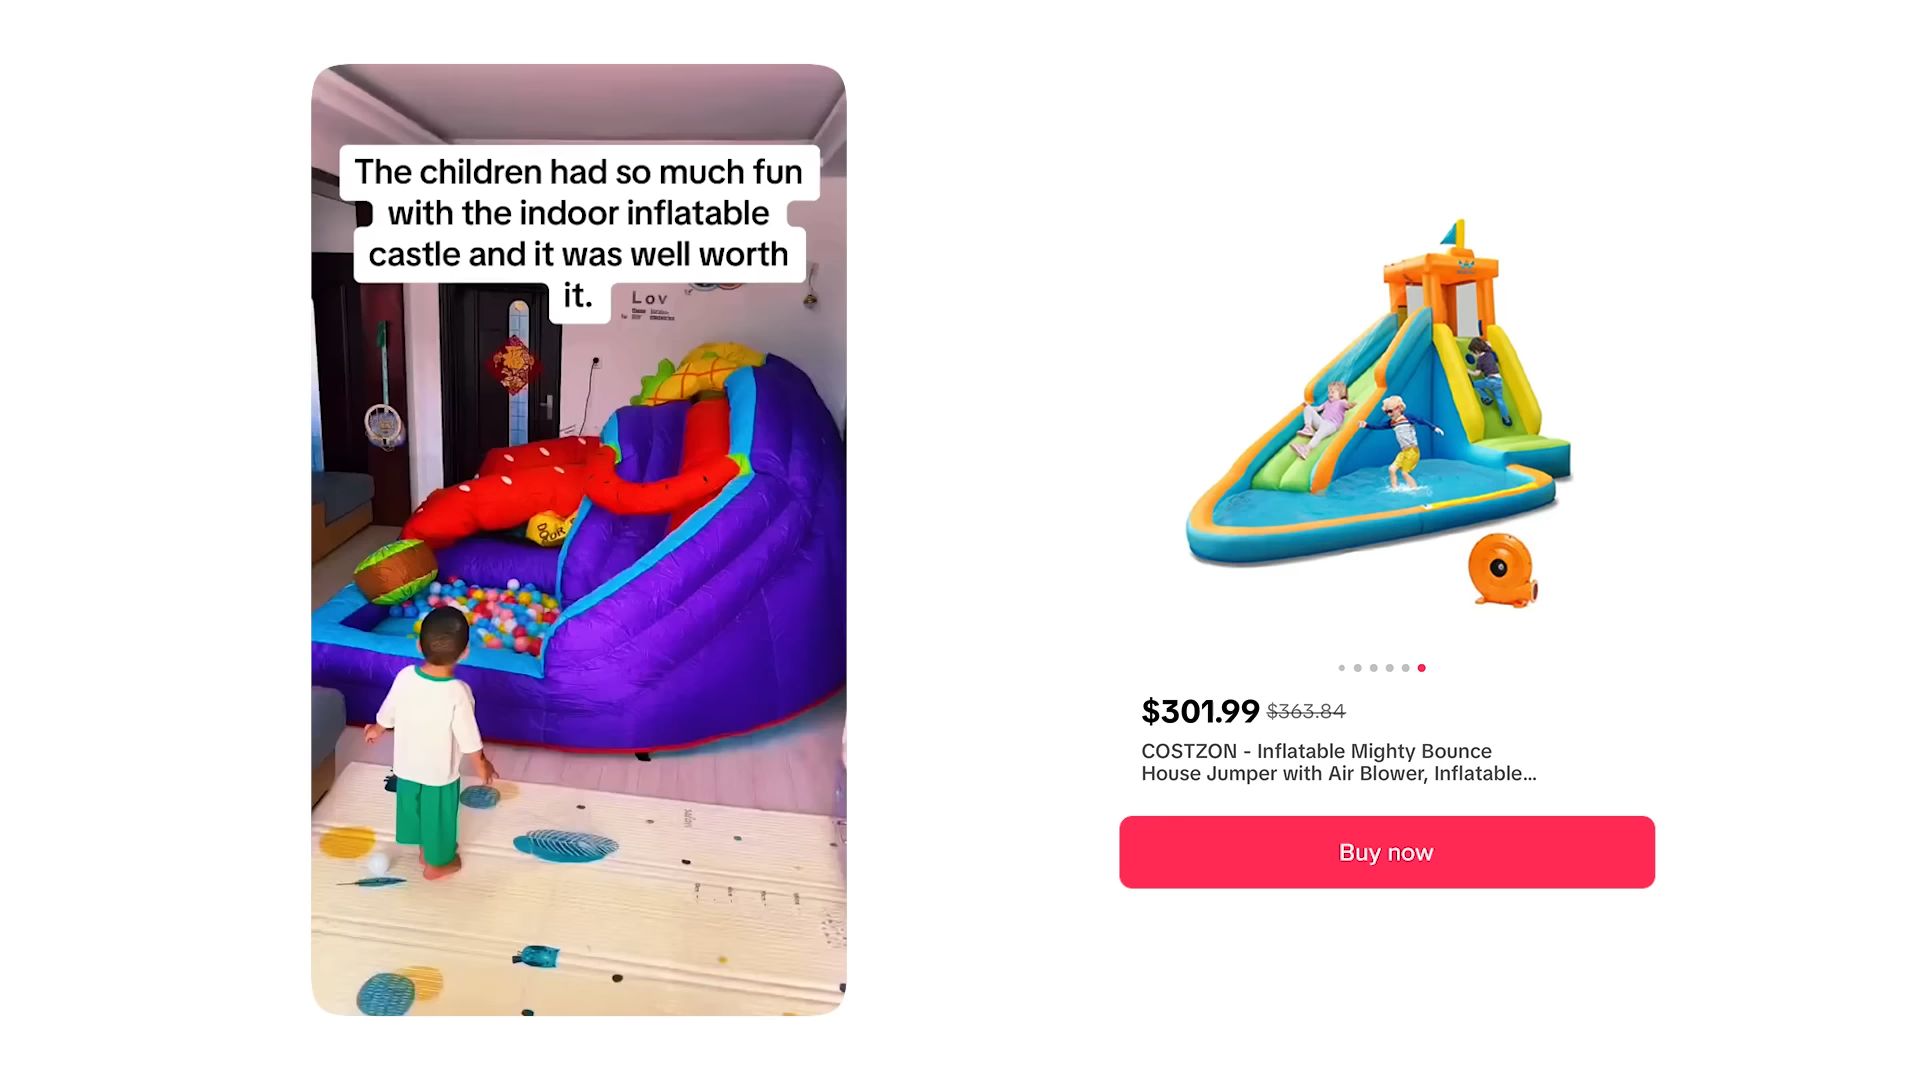 The children had so much fun
with the indoor inflatable
castle and it was well worth
it.
Lov
$301.99 $363.84
COSTZON - Inflatable Mighty Bounce
House Jumper with Air Blower, Inflatable...
Buy now